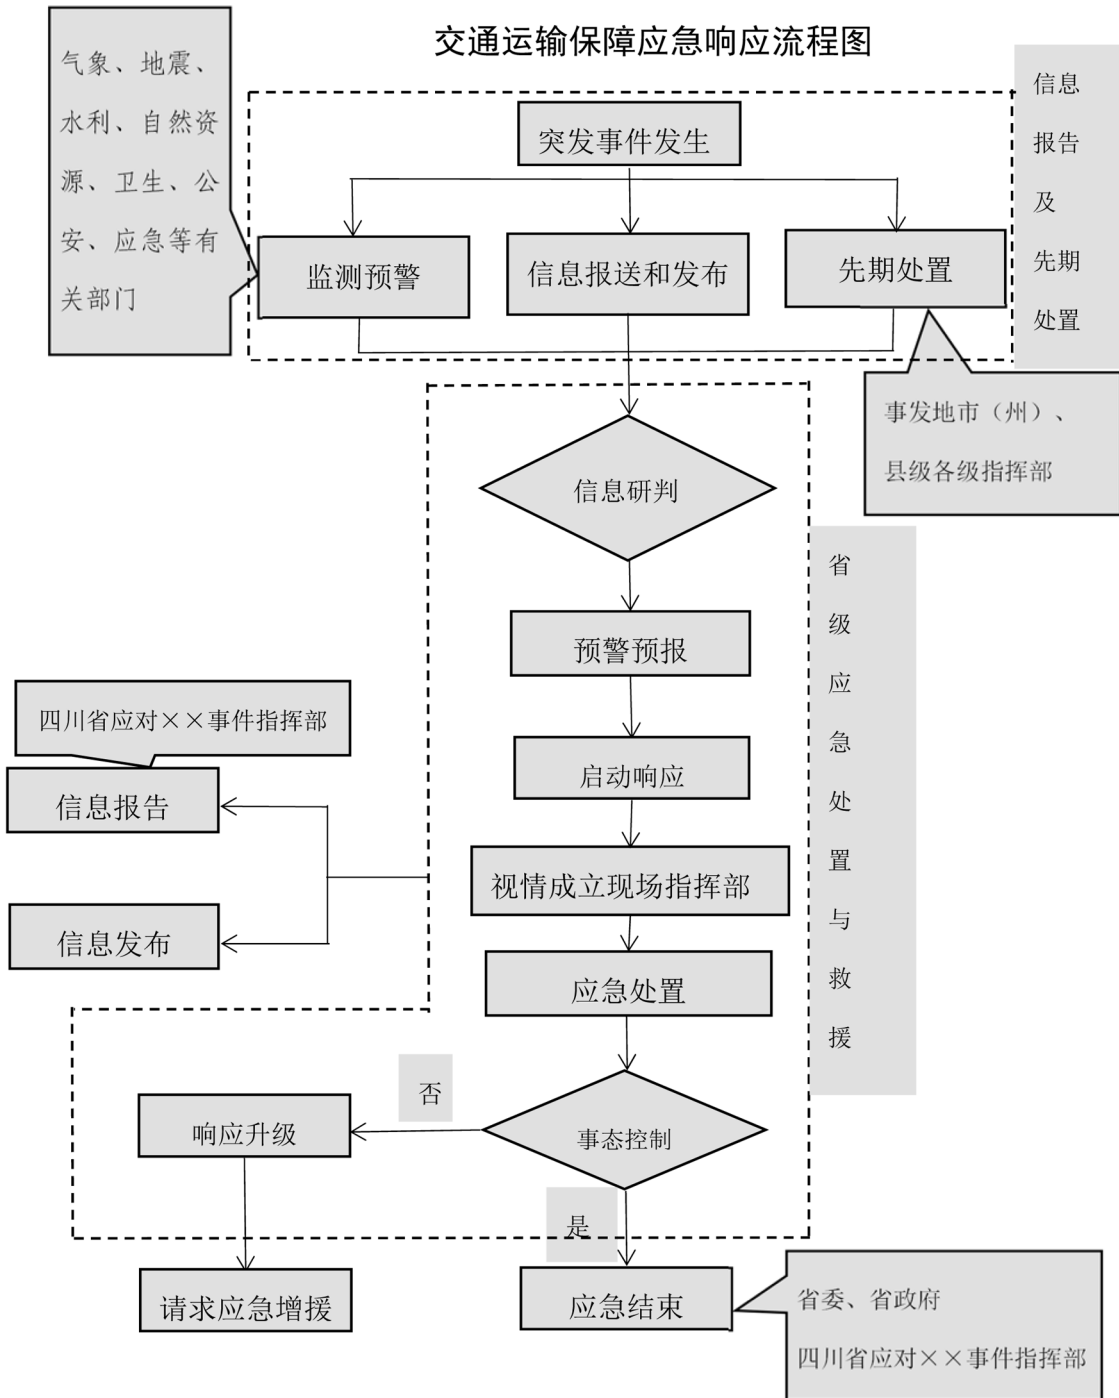 交通运输保障应急响应流程图
气象、地震、
水利、自然资
源、卫生、公
安、应急等有
关部门
信息
报告
及
先期
处置
突发事件发生
监测预警
信息报送和发布
先期处置
事发地市（州）、
县级各级指挥部
信息研判
省
级
应
急
处
置
与
救
援
预警预报
四川省应对××事件指挥部
启动响应
信息报告
视情成立现场指挥部
信息发布
应急处置
否
事态控制
响应升级
是
请求应急增援
应急结束
省委、省政府
四川省应对××事件指挥部